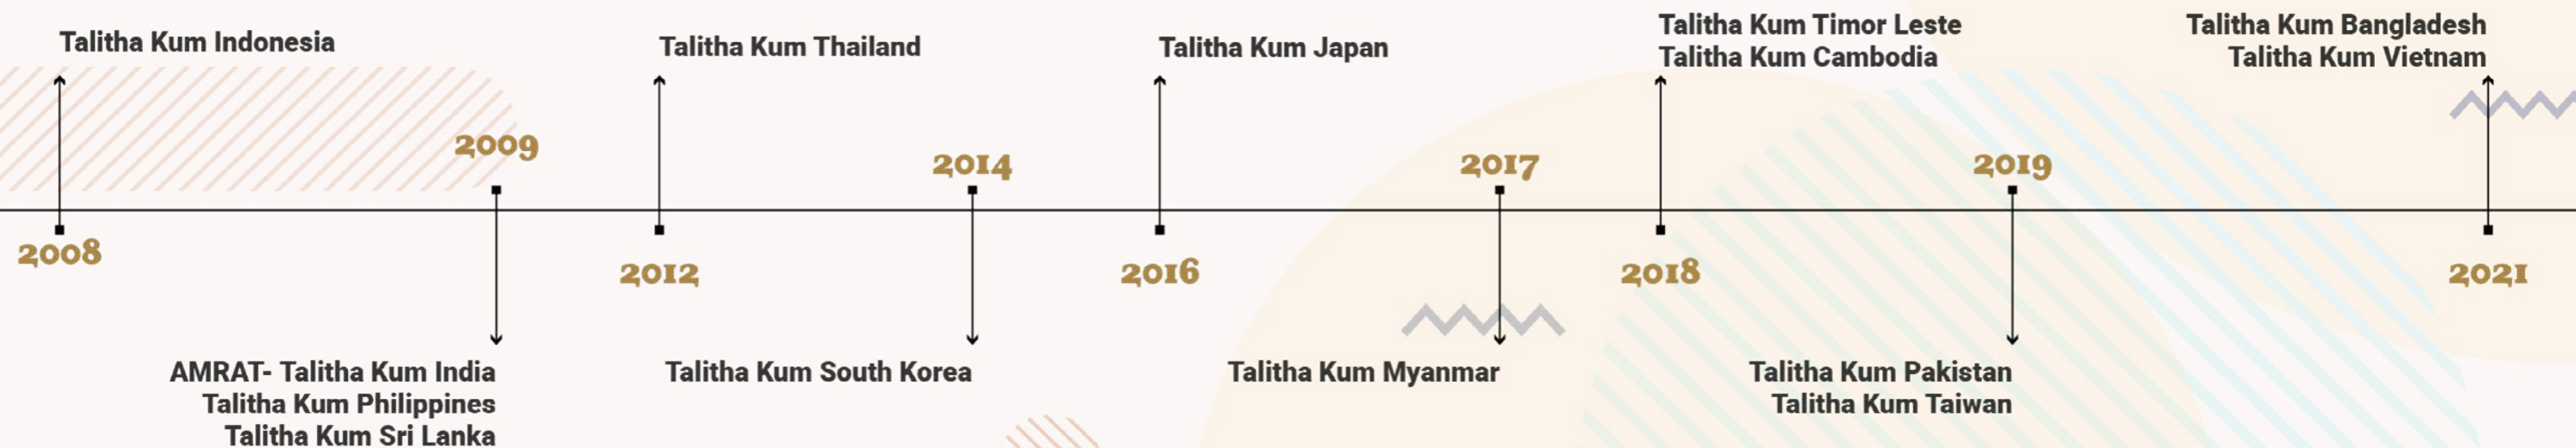 Talitha Kum Indonesia
2008
2009
AMRAT- Talitha Kum India
Talitha Kum Philippines
Talitha Kum Sri Lanka
Talitha Kum Thailand
2012
2014
Talitha Kum South Korea
Talitha Kum Japan
2016
2017
Talitha Kum Myanmar
Talitha Kum Timor Leste
Talitha Kum Cambodia
2018
2019
Talitha Kum Pakistan
Talitha Kum Taiwan
Talitha Kum Bangladesh
Talitha Kum Vietnam
2021